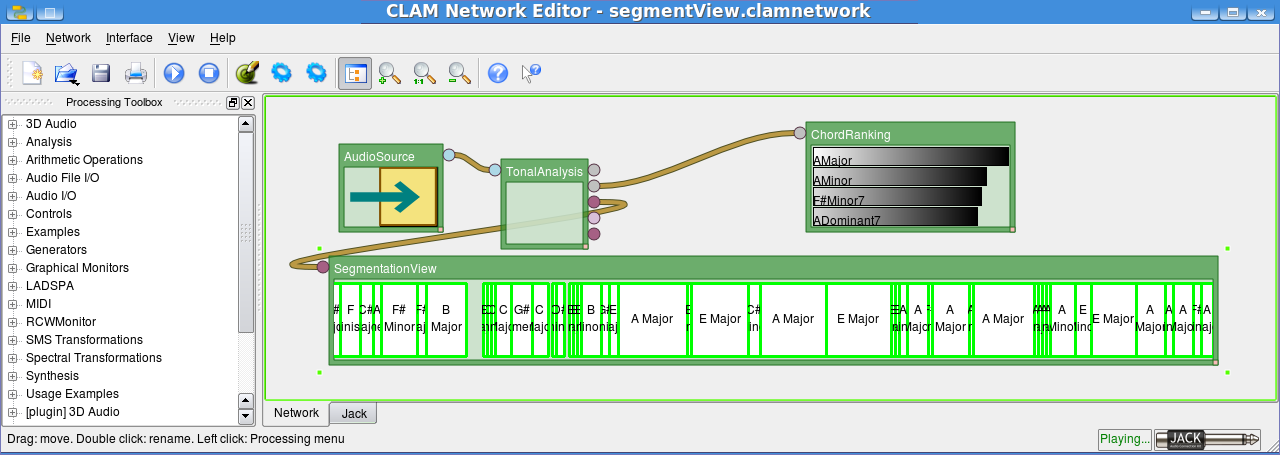 CLAM Network Editor - segmentView.clamnetwork
File Network Interface View Help
Processing Toolbox
3D Audio
Analysis
Arithmetic Operations
Audio File I/O
Audio I/O
Controls
Examples
Generators
Graphical Monitors
LADSPA
MIDI
RCWMonitor
SMS Transformations
Spectral Transformations
Synthesis
Usage Examples
[plugin] 3D Audio
AudioSource
TonalAnalysis
ChordRanking
AMajor
AMinor
F#Minor7
ADominant7
SegmentationView
F# Minor
B Major
A Major
E Major
A Major
E Major
A Major
A Major
E Major
A Major
Network Jack
Drag: move. Double click: rename. Left click: Processing menu
Playing...
JACK